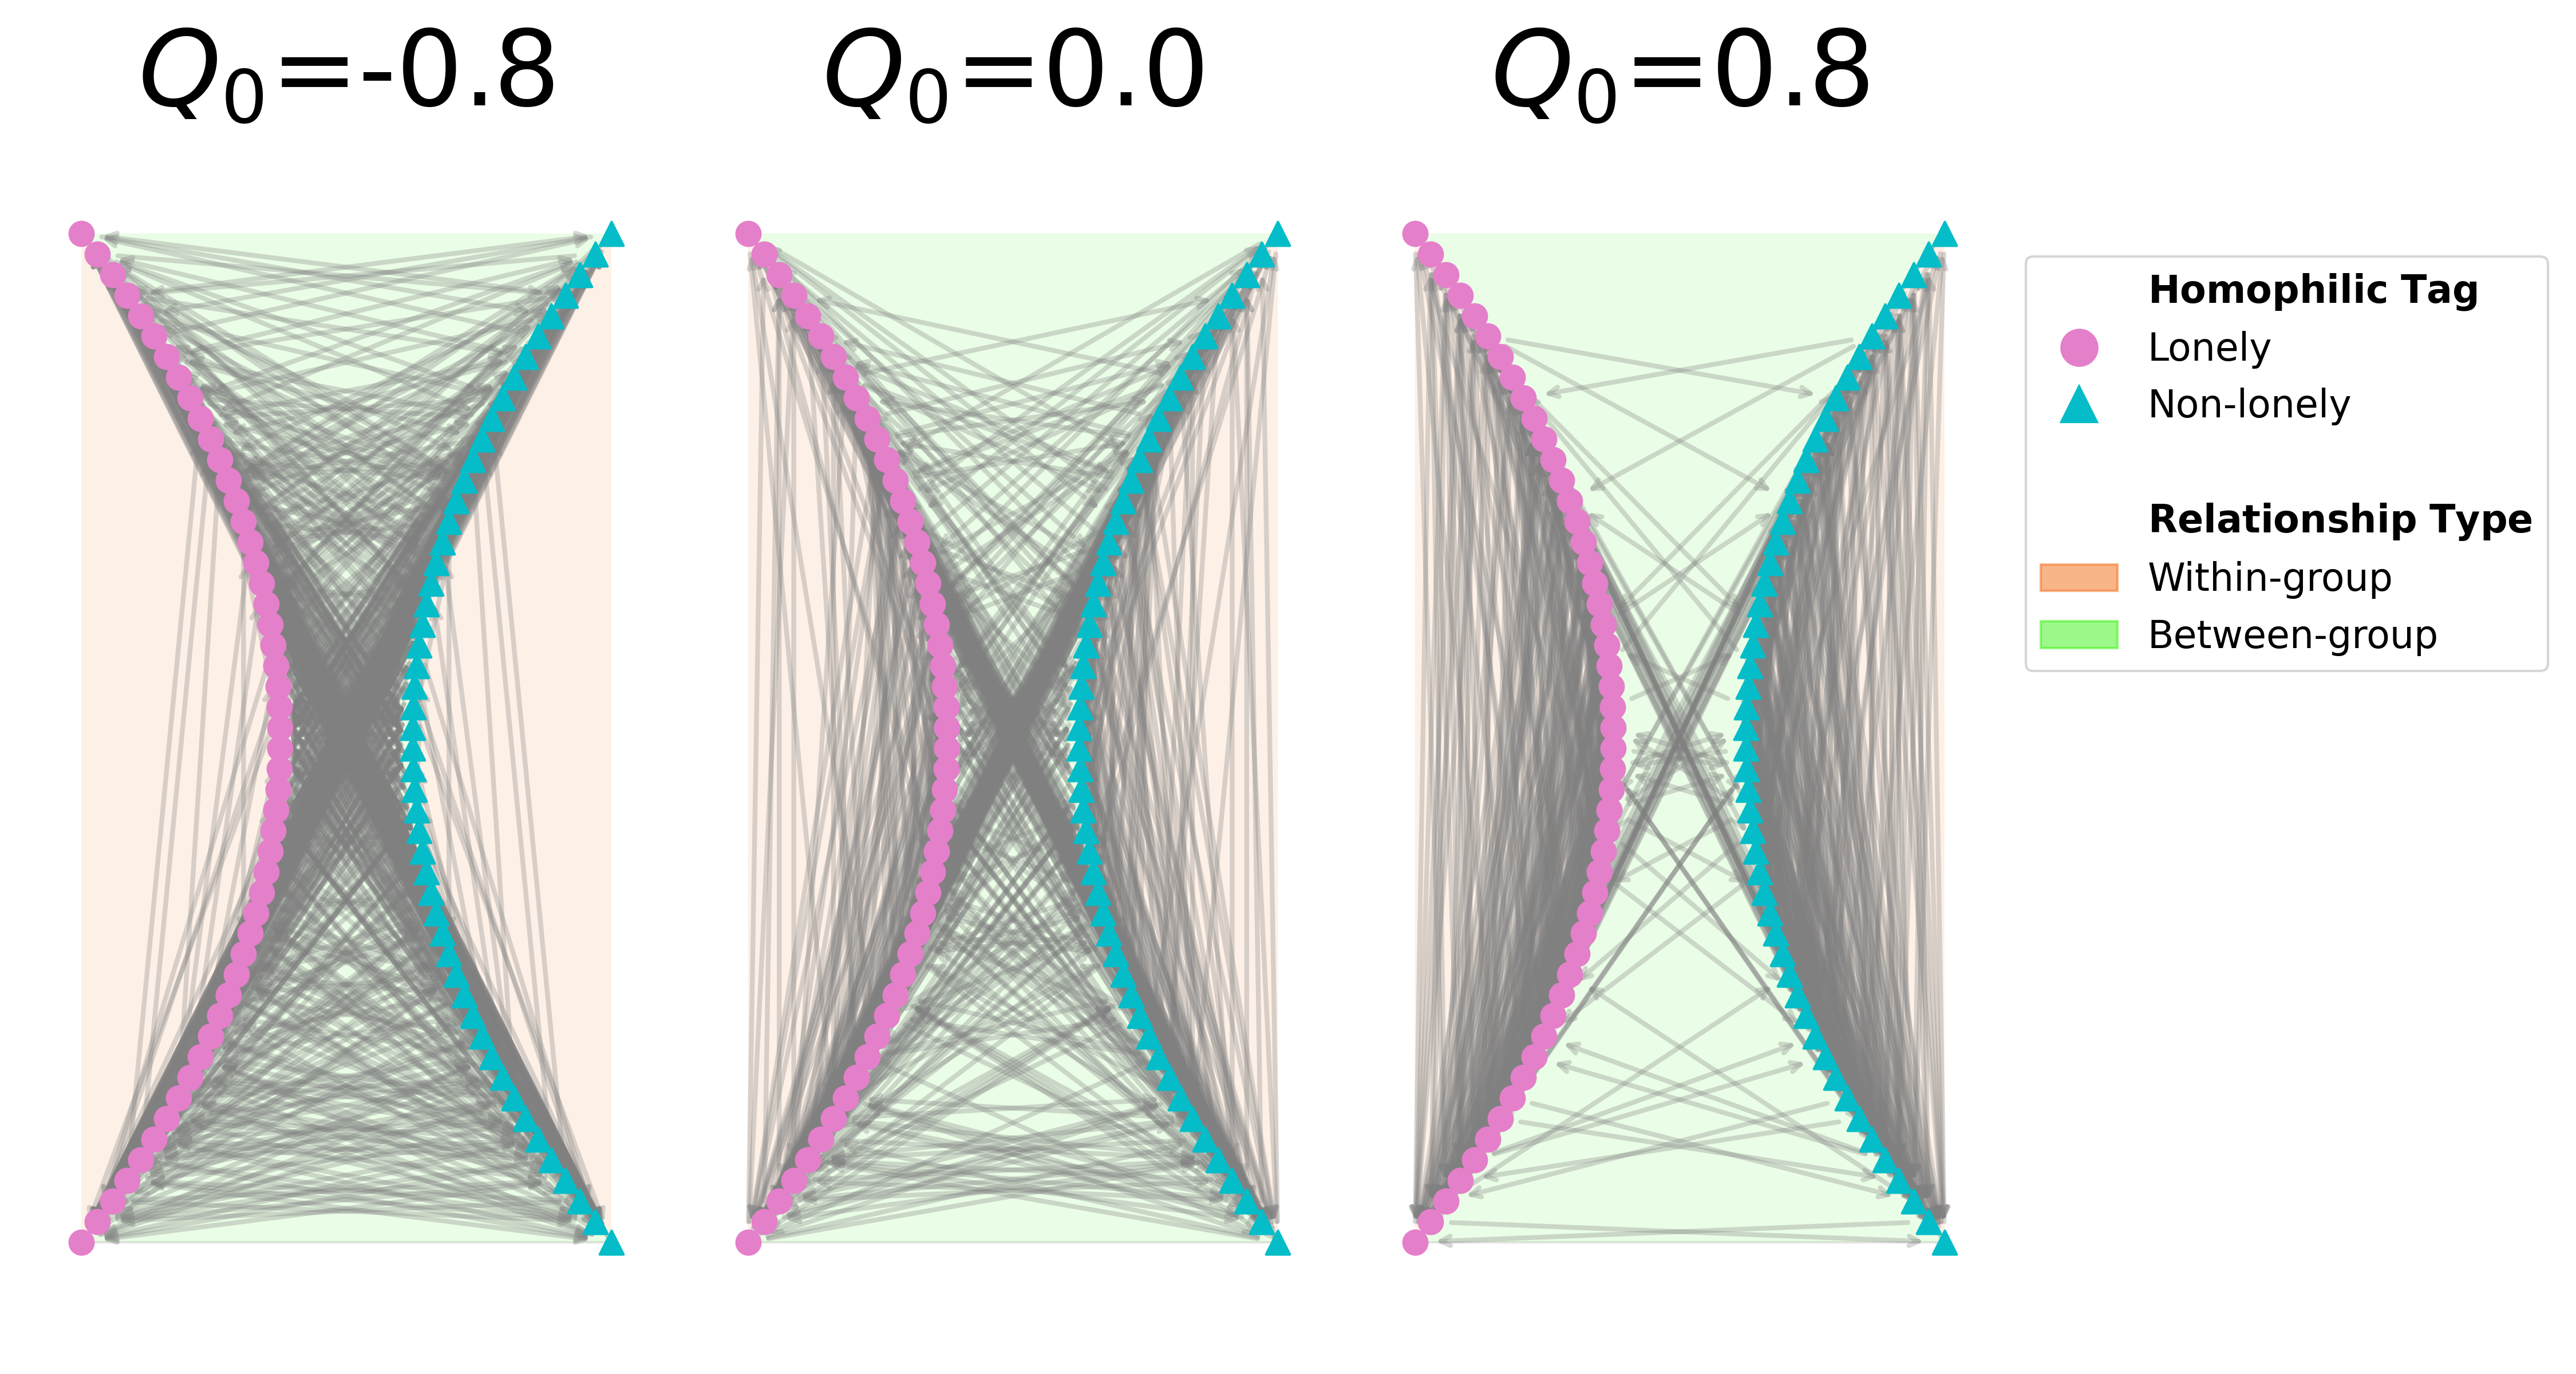 Q₀=-0.8
Q₀=0.0
Q₀=0.8
Homophilic Tag
Lonely
Non-lonely
Relationship Type
Within-group
Between-group